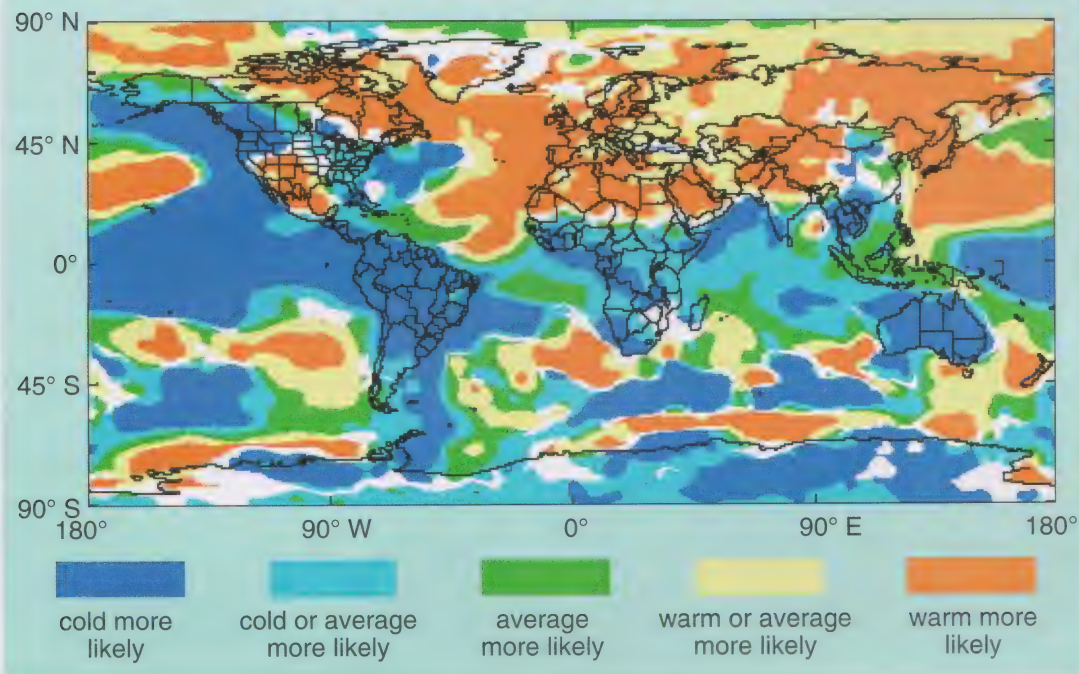 90° N
45° N
0°
45° S
90° S
180° 90° W 0° 90° E 180°
cold more likely
cold or average more likely
average more likely
warm or average more likely
warm more likely